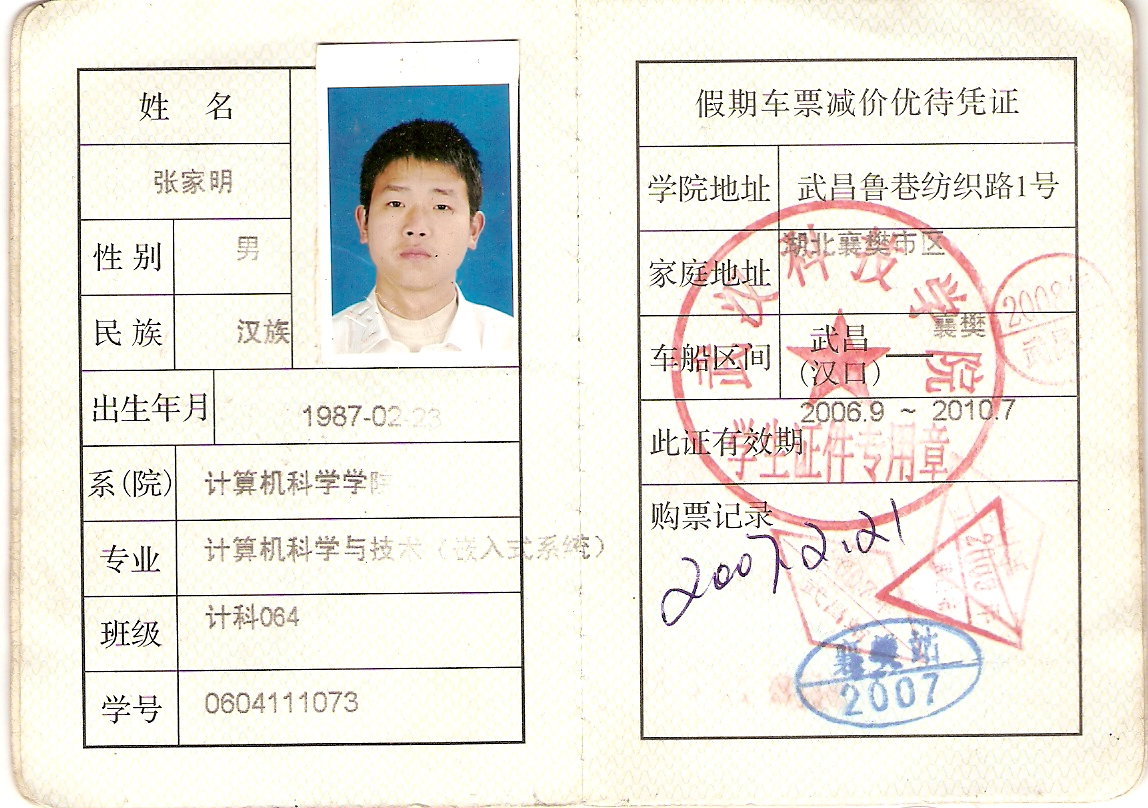 姓 名
张家明
性别 男
民族 汉族
出生年月 1987-02-23
系(院) 计算机科学学院
专业 计算机科学与技术（嵌入式系统）
班级 计科064
学号 0604111073
假期车票减价优待凭证
学院地址 武昌鲁巷纺织路1号
家庭地址 湖北襄樊市区
车船区间 武昌(汉口) — 襄樊
此证有效期 2006.9 ~ 2010.7
购票记录
2007.2.21
武汉科技学院
学生证件专用章
襄樊站
2007